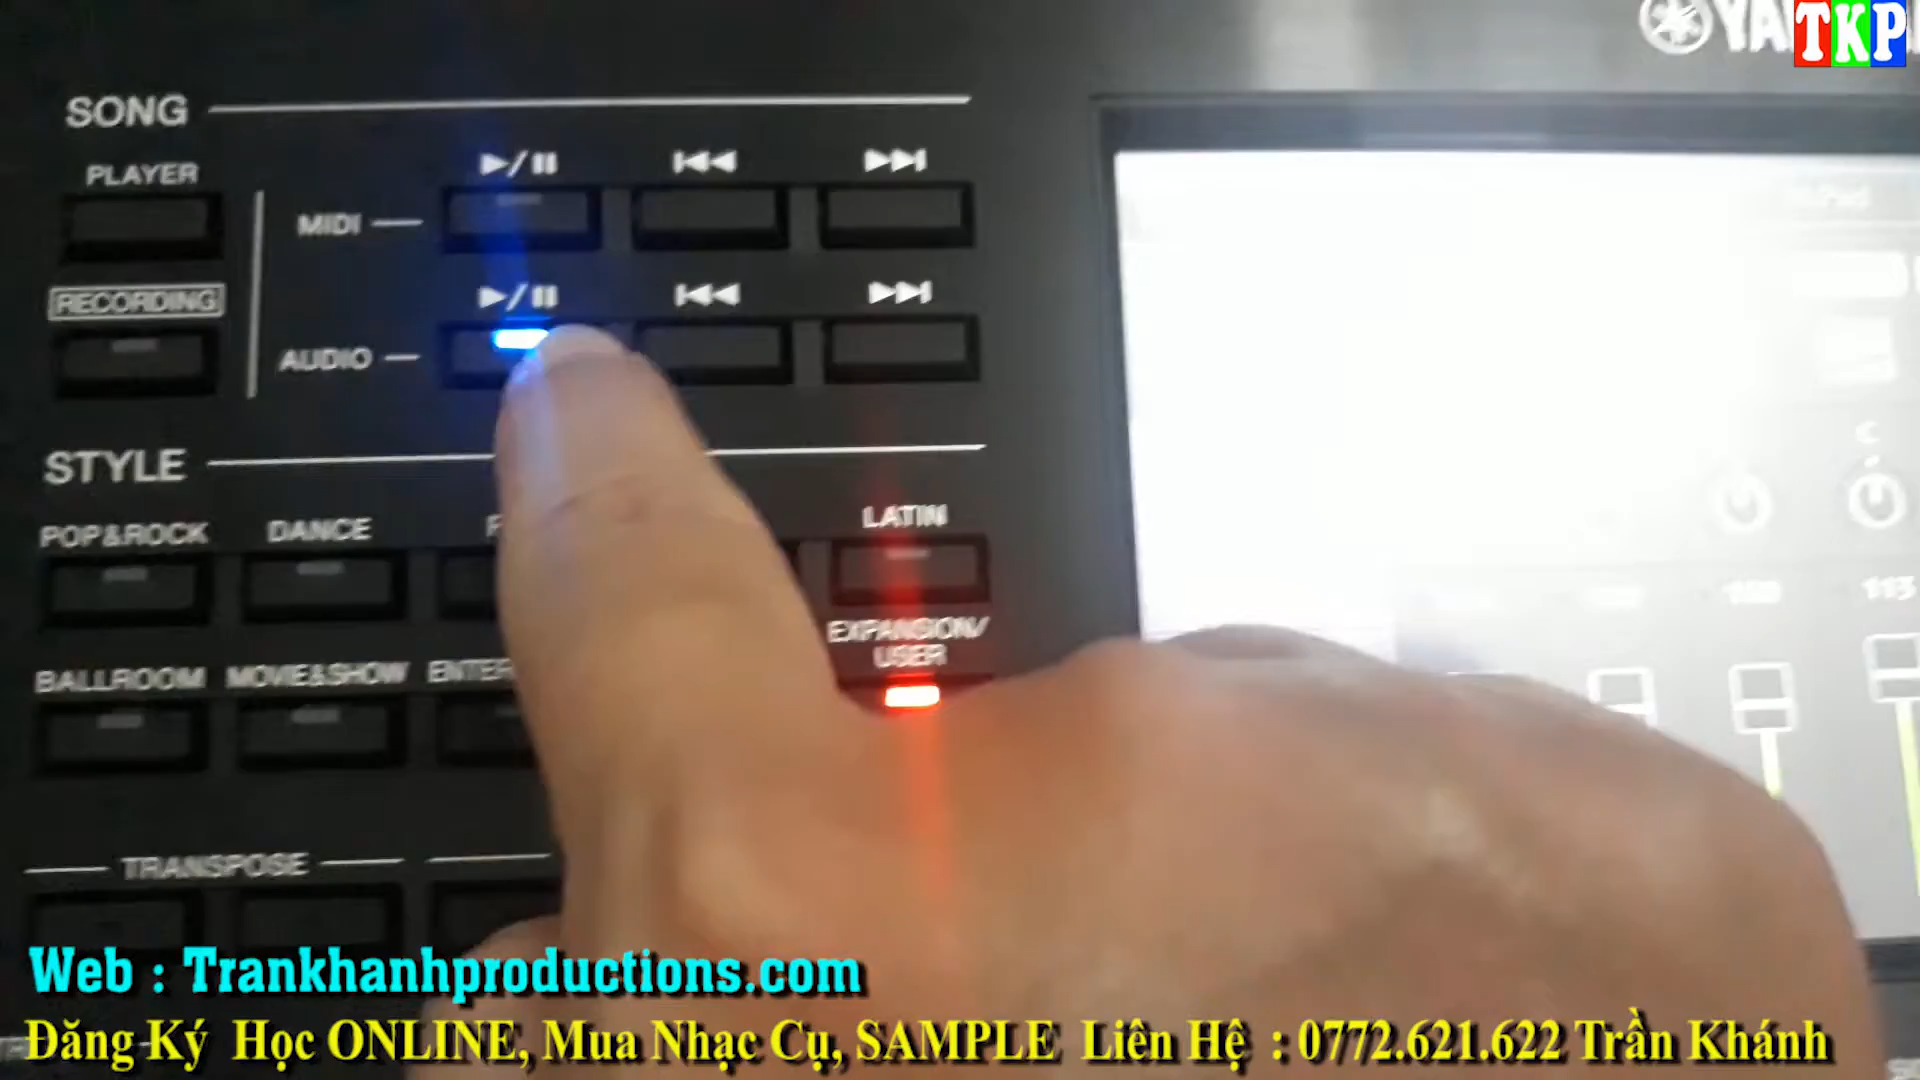 TKP
SONG
PLAYER
▶/⏸
MIDI
RECORDING
▶/⏸
AUDIO
STYLE
POP&ROCK DANCE LATIN
EXPANSION/
USER
BALLROOM MOVIE&SHOW
TRANSPOSE
113
Web : Trankhanhproductions.com
Đăng Ký Học ONLINE, Mua Nhạc Cụ, SAMPLE Liên Hệ : 0772.621.622 Trần Khánh